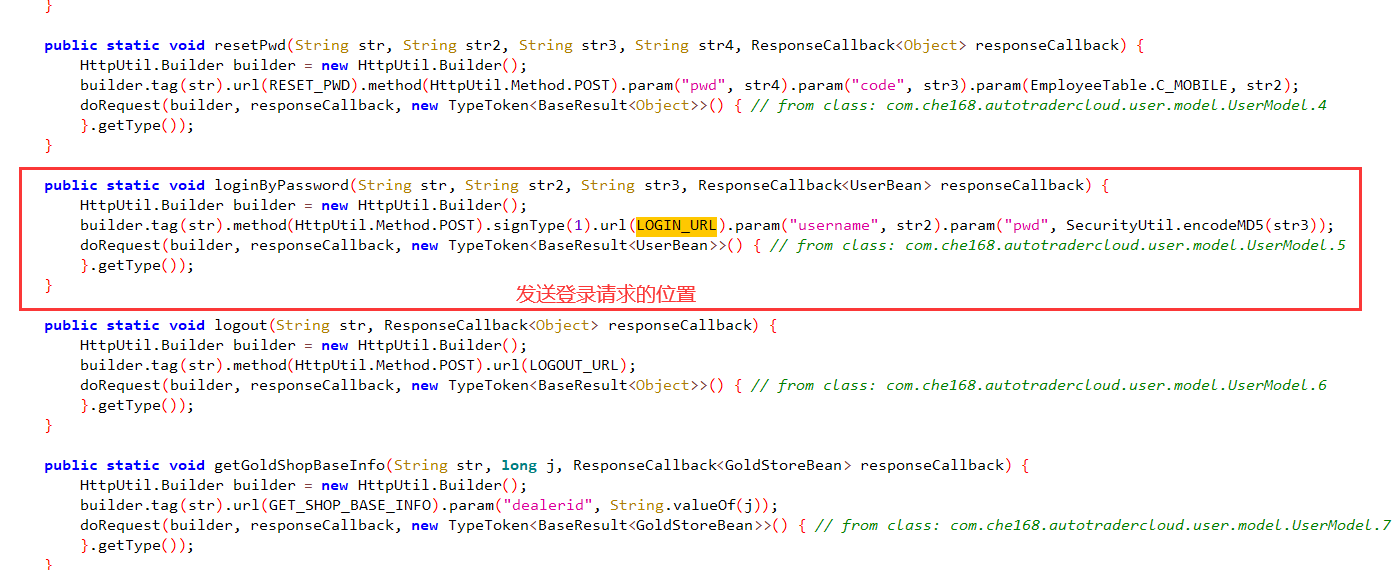 }
public static void resetPwd(String str, String str2, String str3, String str4, ResponseCallback<Object> responseCallback) {
HttpUtil.Builder builder = new HttpUtil.Builder();
builder.tag(str).url(RESET_PWD).method(HttpUtil.Method.POST).param("pwd", str4).param("code", str3).param(EmployeeTable.C_MOBILE, str2);
doRequest(builder, responseCallback, new TypeToken<BaseResult<Object>>() { // from class: com.che168.autotradercloud.user.model.UserModel.4
}.getType());
}
public static void loginByPassword(String str, String str2, String str3, ResponseCallback<UserBean> responseCallback) {
HttpUtil.Builder builder = new HttpUtil.Builder();
builder.tag(str).method(HttpUtil.Method.POST).signType(1).url(LOGIN_URL).param("username", str2).param("pwd", SecurityUtil.encodeMD5(str3));
doRequest(builder, responseCallback, new TypeToken<BaseResult<UserBean>>() { // from class: com.che168.autotradercloud.user.model.UserModel.5
}.getType());
}
发送登录请求的位置
public static void logout(String str, ResponseCallback<Object> responseCallback) {
HttpUtil.Builder builder = new HttpUtil.Builder();
builder.tag(str).method(HttpUtil.Method.POST).url(LOGOUT_URL);
doRequest(builder, responseCallback, new TypeToken<BaseResult<Object>>() { // from class: com.che168.autotradercloud.user.model.UserModel.6
}.getType());
}
public static void getGoldShopBaseInfo(String str, long j, ResponseCallback<GoldStoreBean> responseCallback) {
HttpUtil.Builder builder = new HttpUtil.Builder();
builder.tag(str).url(GET_SHOP_BASE_INFO).param("dealerid", String.valueOf(j));
doRequest(builder, responseCallback, new TypeToken<BaseResult<GoldStoreBean>>() { // from class: com.che168.autotradercloud.user.model.UserModel.7
}.getType());
}